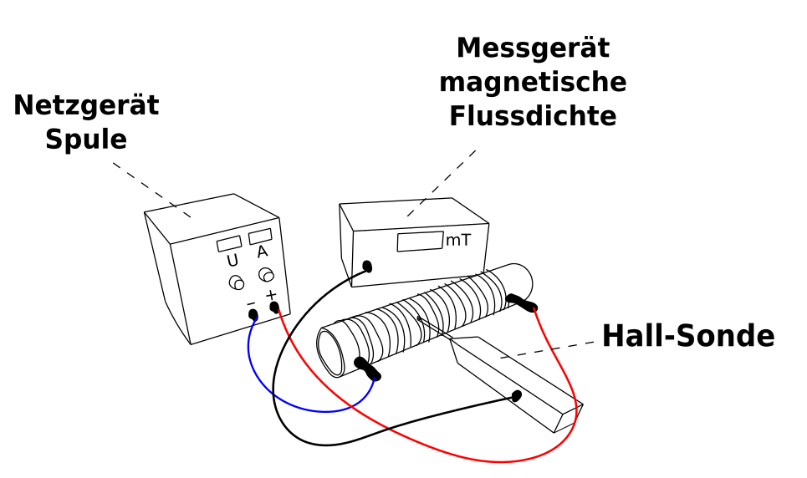 Messgerät
magnetische
Flussdichte
Netzgerät
Spule
U
A
mT
−
+
Hall-Sonde